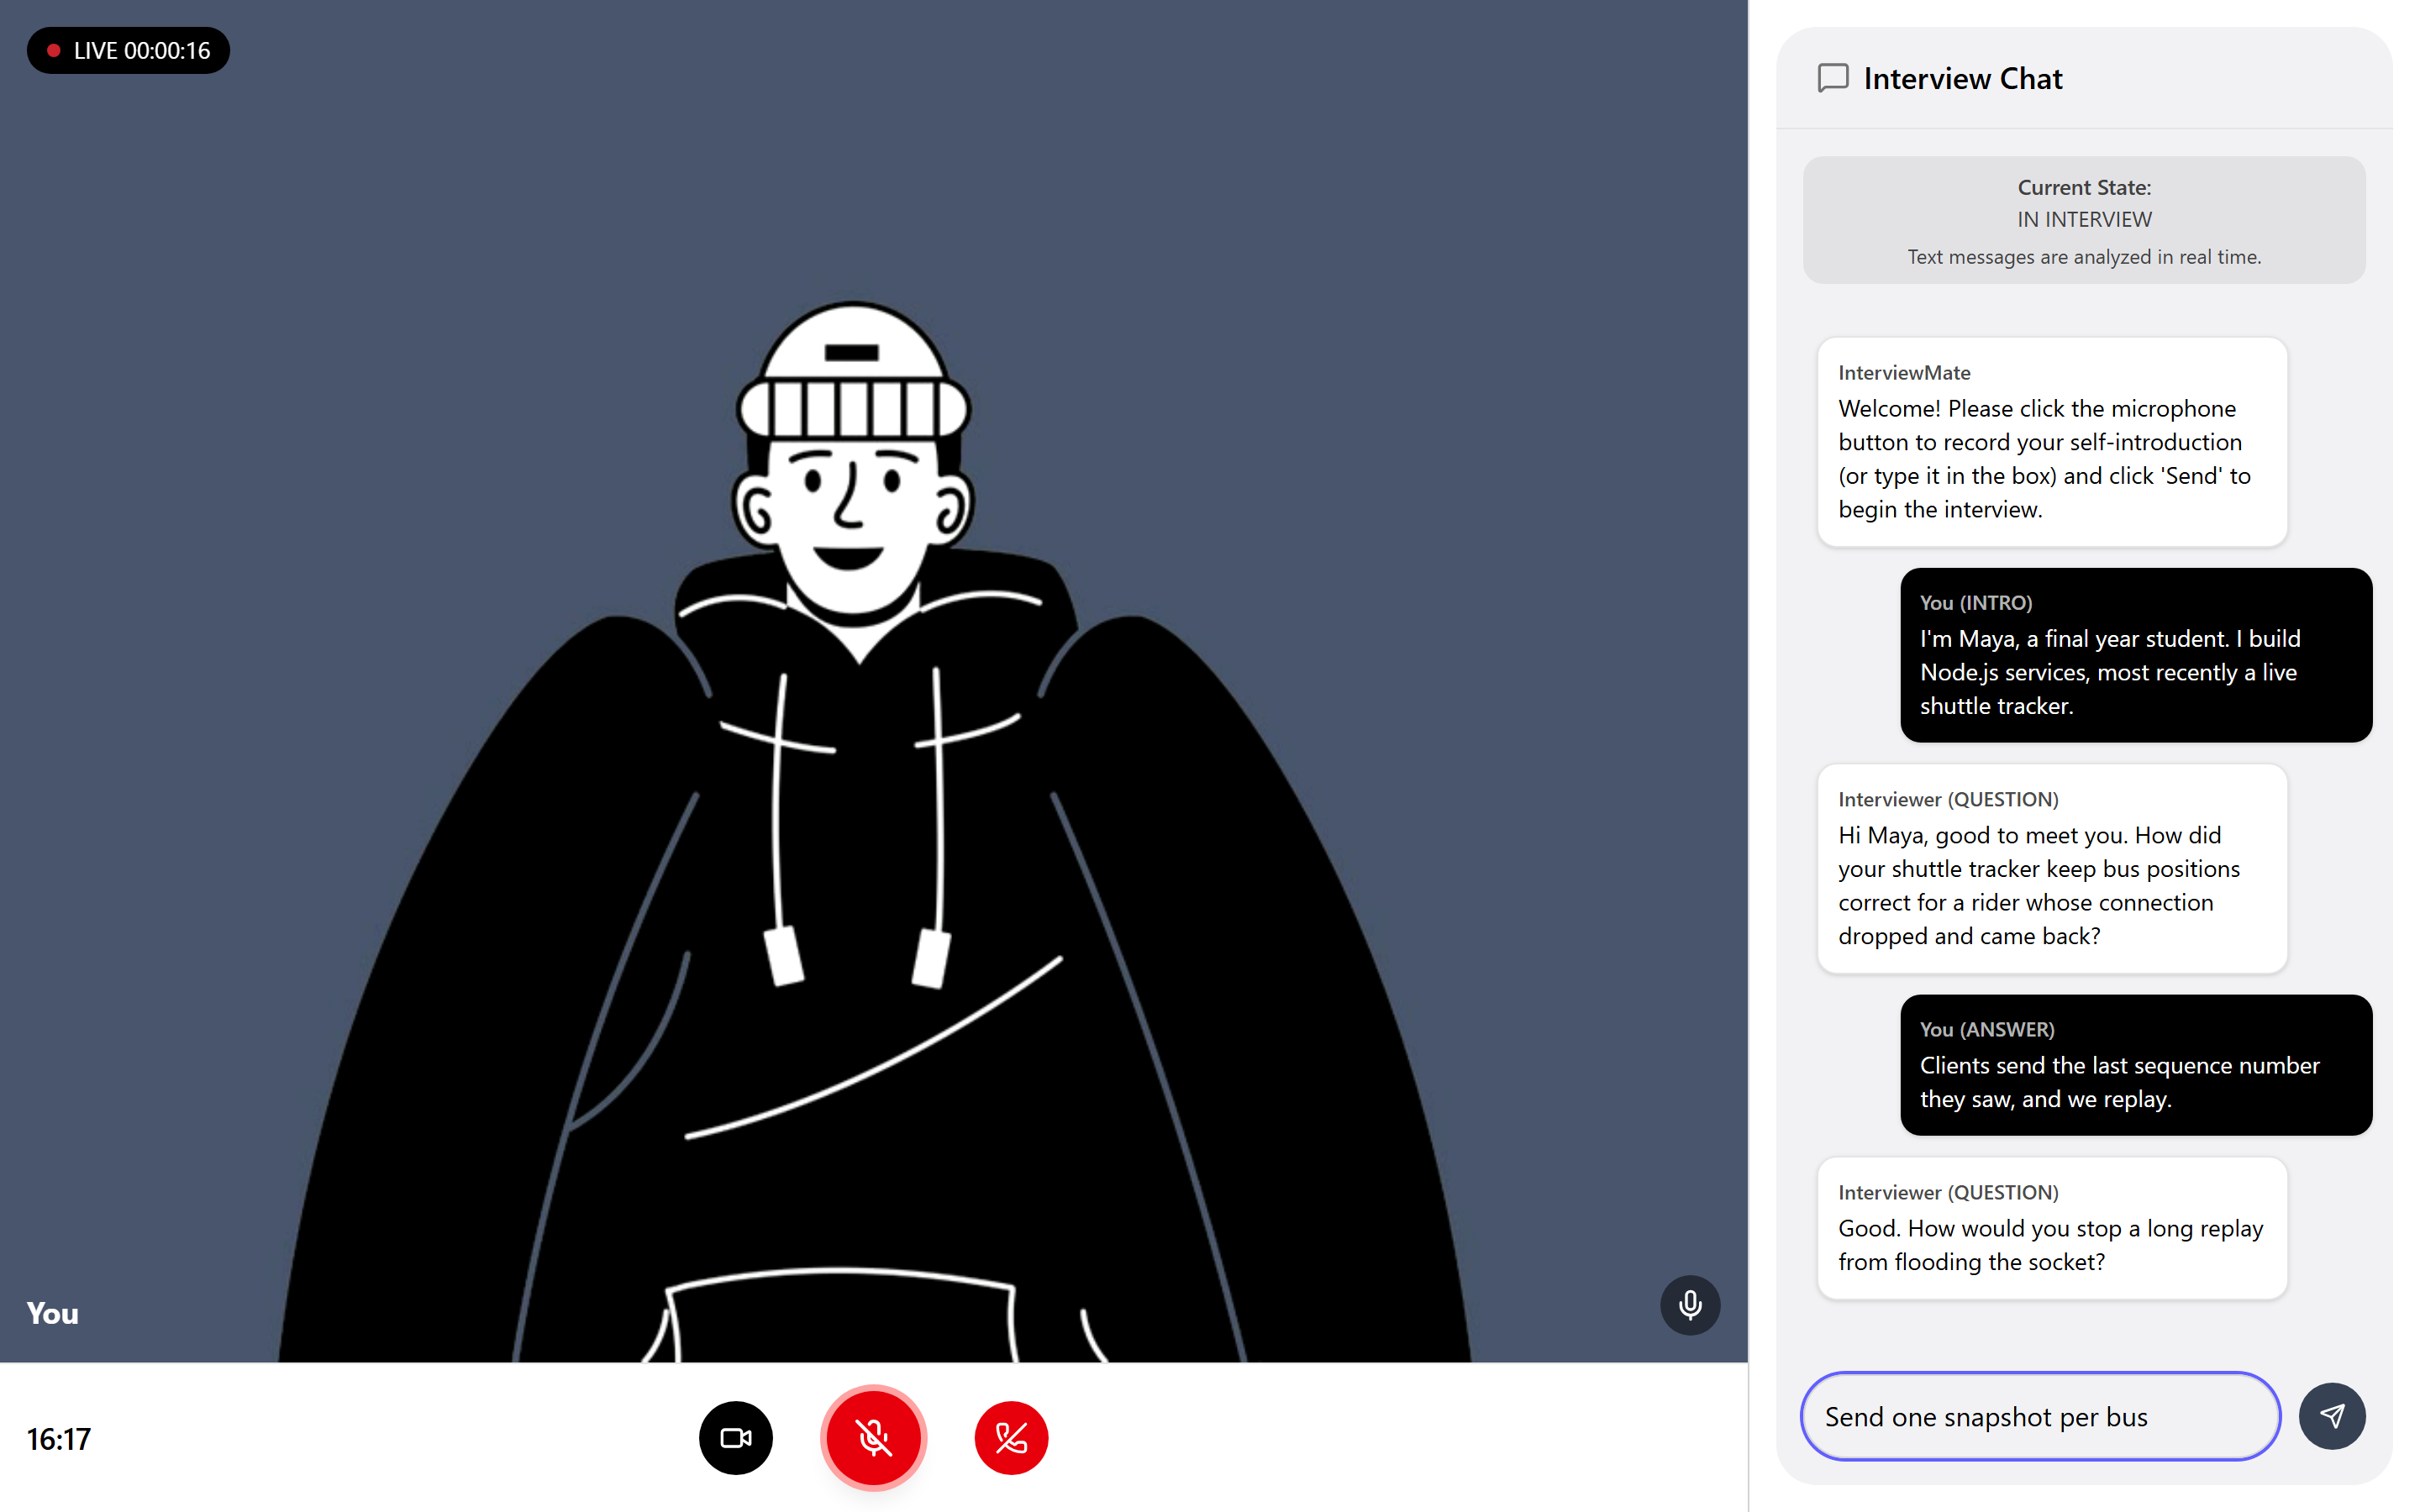 LIVE 00:00:16
You
16:17
Interview Chat
Current State:
IN INTERVIEW
Text messages are analyzed in real time.
InterviewMate
Welcome! Please click the microphone
button to record your self-introduction
(or type it in the box) and click 'Send' to
begin the interview.
You (INTRO)
I'm Maya, a final year student. I build
Node.js services, most recently a live
shuttle tracker.
Interviewer (QUESTION)
Hi Maya, good to meet you. How did
your shuttle tracker keep bus positions
correct for a rider whose connection
dropped and came back?
You (ANSWER)
Clients send the last sequence number
they saw, and we replay.
Interviewer (QUESTION)
Good. How would you stop a long replay
from flooding the socket?
Send one snapshot per bus